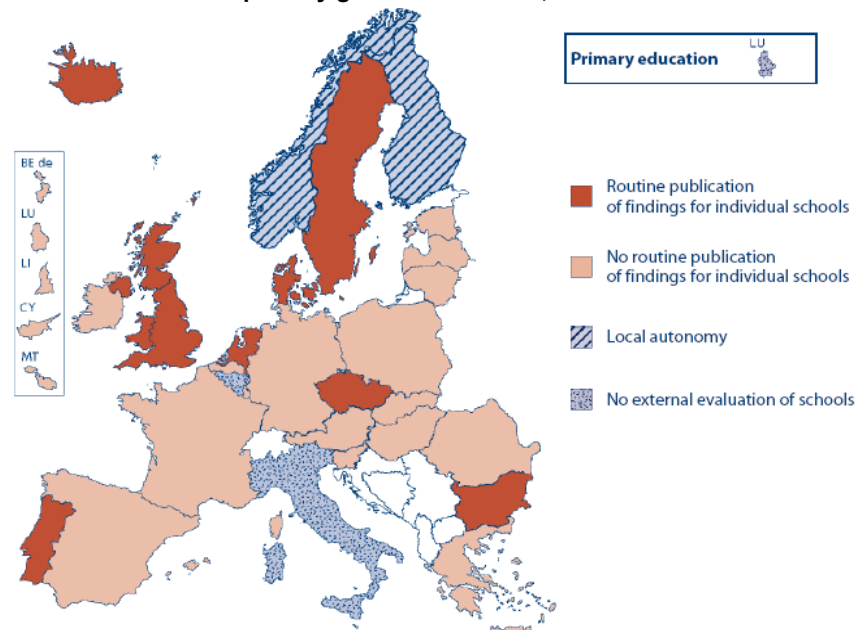 Primary education
LU
BE de
LU
LI
CY
MT
Routine publication
of findings for individual schools
No routine publication
of findings for individual schools
Local autonomy
No external evaluation of schools